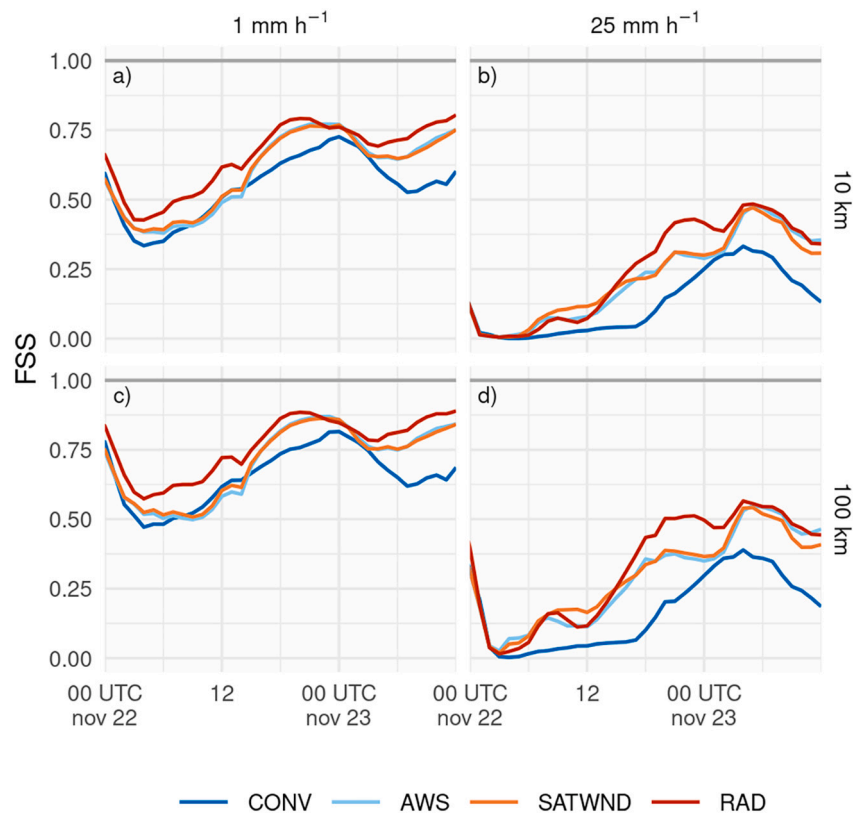 1 mm h⁻¹ 25 mm h⁻¹
a) b)
1.00
0.75
0.50
0.25
0.00
10 km
FSS
c) d)
1.00
0.75
0.50
0.25
0.00
100 km
00 UTC 12 00 UTC 00 UTC 12 00 UTC
nov 22 nov 23 nov 22 nov 23
CONV AWS SATWND RAD